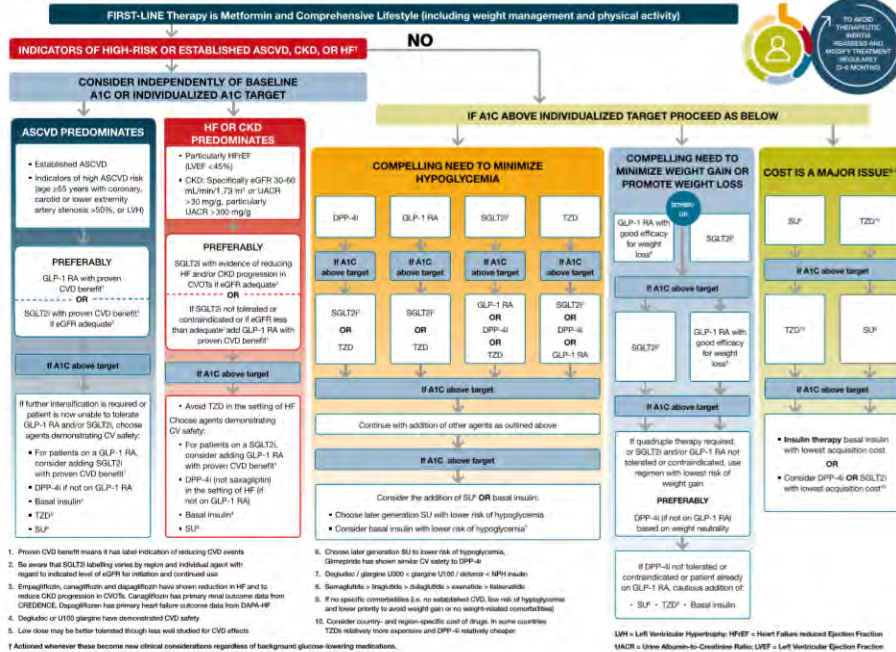 FIRST-LINE Therapy is Metformin and Comprehensive Lifestyle (including weight management and physical activity)
TO AVOID
THERAPEUTIC
INERTIA
REASSESS AND
MODIFY TREATMENT
REGULARLY
(3–6 MONTHS)
INDICATORS OF HIGH-RISK OR ESTABLISHED ASCVD, CKD, OR HF†
NO
CONSIDER INDEPENDENTLY OF BASELINE
A1C OR INDIVIDUALIZED A1C TARGET
IF A1C ABOVE INDIVIDUALIZED TARGET PROCEED AS BELOW
ASCVD PREDOMINATES
• Established ASCVD
• Indicators of high ASCVD risk
(age ≥55 years with coronary,
carotid or lower extremity
artery stenosis >50%, or LVH)
PREFERABLY
GLP-1 RA with proven
CVD benefit¹
OR
SGLT2i with proven CVD benefit¹
if eGFR adequate²
If A1C above target
If further intensification is required or
patient is now unable to tolerate
GLP-1 RA and/or SGLT2i, choose
agents demonstrating CV safety:
• For patients on a GLP-1 RA,
consider adding SGLT2i
with proven CVD benefit¹
• DPP-4i if not on GLP-1 RA
• Basal insulin⁴
• TZD⁵
• SU⁶
HF OR CKD
PREDOMINATES
• Particularly HFrEF
(LVEF <45%)
• CKD: Specifically eGFR 30-60
mL/min/1.73 m² or UACR
>30 mg/g, particularly
UACR >300 mg/g
PREFERABLY
SGLT2i with evidence of reducing
HF and/or CKD progression in
CVOTs if eGFR adequate³
OR
If SGLT2i not tolerated or
contraindicated or if eGFR less
than adequate² add GLP-1 RA with
proven CVD benefit¹
If A1C above target
• Avoid TZD in the setting of HF
Choose agents demonstrating
CV safety:
• For patients on a SGLT2i,
consider adding GLP-1 RA
with proven CVD benefit¹
• DPP-4i (not saxagliptin)
in the setting of HF (if
not on GLP-1 RA)
• Basal insulin⁴
• SU⁶
COMPELLING NEED TO MINIMIZE
HYPOGLYCEMIA
DPP-4i
GLP-1 RA
SGLT2i²
TZD
If A1C
above target
If A1C
above target
If A1C
above target
If A1C
above target
SGLT2i²
OR
TZD
SGLT2i²
OR
TZD
GLP-1 RA
OR
DPP-4i
OR
TZD
SGLT2i²
OR
DPP-4i
OR
GLP-1 RA
If A1C above target
Continue with addition of other agents as outlined above
If A1C above target
Consider the addition of SU⁶ OR basal insulin:
• Choose later generation SU with lower risk of hypoglycemia
• Consider basal insulin with lower risk of hypoglycemia⁷
COMPELLING NEED TO
MINIMIZE WEIGHT GAIN OR
PROMOTE WEIGHT LOSS
EITHER/
OR
GLP-1 RA with
good efficacy
for weight
loss⁸
SGLT2i²
If A1C above target
SGLT2i²
GLP-1 RA with
good efficacy
for weight
loss⁸
If A1C above target
If quadruple therapy required,
or SGLT2i and/or GLP-1 RA not
tolerated or contraindicated, use
regimen with lowest risk of
weight gain
PREFERABLY
DPP-4i (if not on GLP-1 RA)
based on weight neutrality
If DPP-4i not tolerated or
contraindicated or patient already
on GLP-1 RA, cautious addition of:
• SU⁶ • TZD⁵ • Basal insulin
COST IS A MAJOR ISSUE⁹⁻¹⁰
SU⁶
TZD¹⁰
If A1C above target
TZD¹⁰
SU⁶
If A1C above target
• Insulin therapy basal insulin
with lowest acquisition cost
OR
• Consider DPP-4i OR SGLT2i
with lowest acquisition cost¹⁰
1. Proven CVD benefit means it has label indication of reducing CVD events
2. Be aware that SGLT2i labelling varies by region and individual agent with
regard to indicated level of eGFR for initiation and continued use
3. Empagliflozin, canagliflozin and dapagliflozin have shown reduction in HF and to
reduce CKD progression in CVOTs. Canagliflozin has primary renal outcome data from
CREDENCE. Dapagliflozin has primary heart failure outcome data from DAPA-HF
4. Degludec or U100 glargine have demonstrated CVD safety
5. Low dose may be better tolerated though less well studied for CVD effects
6. Choose later generation SU to lower risk of hypoglycemia,
Glimepiride has shown similar CV safety to DPP-4i
7. Degludec / glargine U300 < glargine U100 / detemir < NPH insulin
8. Semaglutide > liraglutide > dulaglutide > exenatide > lixisenatide
9. If no specific comorbidities (i.e. no established CVD, low risk of hypoglycemia
and lower priority to avoid weight gain or no weight-related comorbidities)
10. Consider country- and region-specific cost of drugs. In some countries
TZDs relatively more expensive and DPP-4i relatively cheaper
† Actioned whenever these become new clinical considerations regardless of background glucose-lowering medications.
LVH = Left Ventricular Hypertrophy; HFrEF = Heart Failure reduced Ejection Fraction
UACR = Urine Albumin-to-Creatinine Ratio; LVEF = Left Ventricular Ejection Fraction